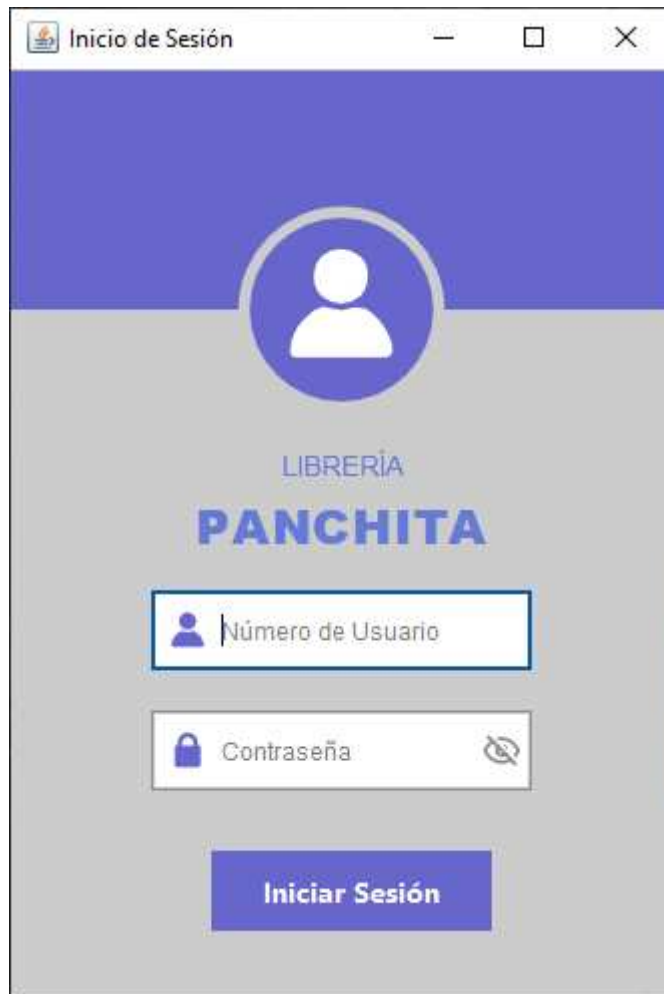 Inicio de Sesión
LIBRERÍA
PANCHITA
Número de Usuario
Contraseña
Iniciar Sesión